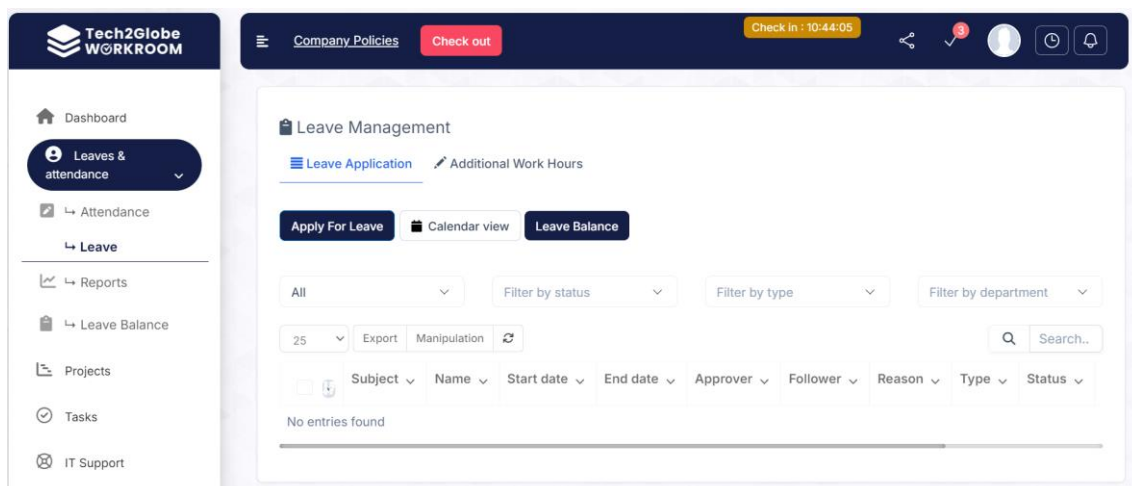 Tech2Globe
WORKROOM
Company Policies
Check out
Check in : 10:44:05
3
Dashboard
Leaves &
attendance
↳ Attendance
↳ Leave
↳ Reports
↳ Leave Balance
Projects
Tasks
IT Support
Leave Management
Leave Application
Additional Work Hours
Apply For Leave
Calendar view
Leave Balance
All
Filter by status
Filter by type
Filter by department
25
Export
Manipulation
Search..
Subject
Name
Start date
End date
Approver
Follower
Reason
Type
Status
No entries found